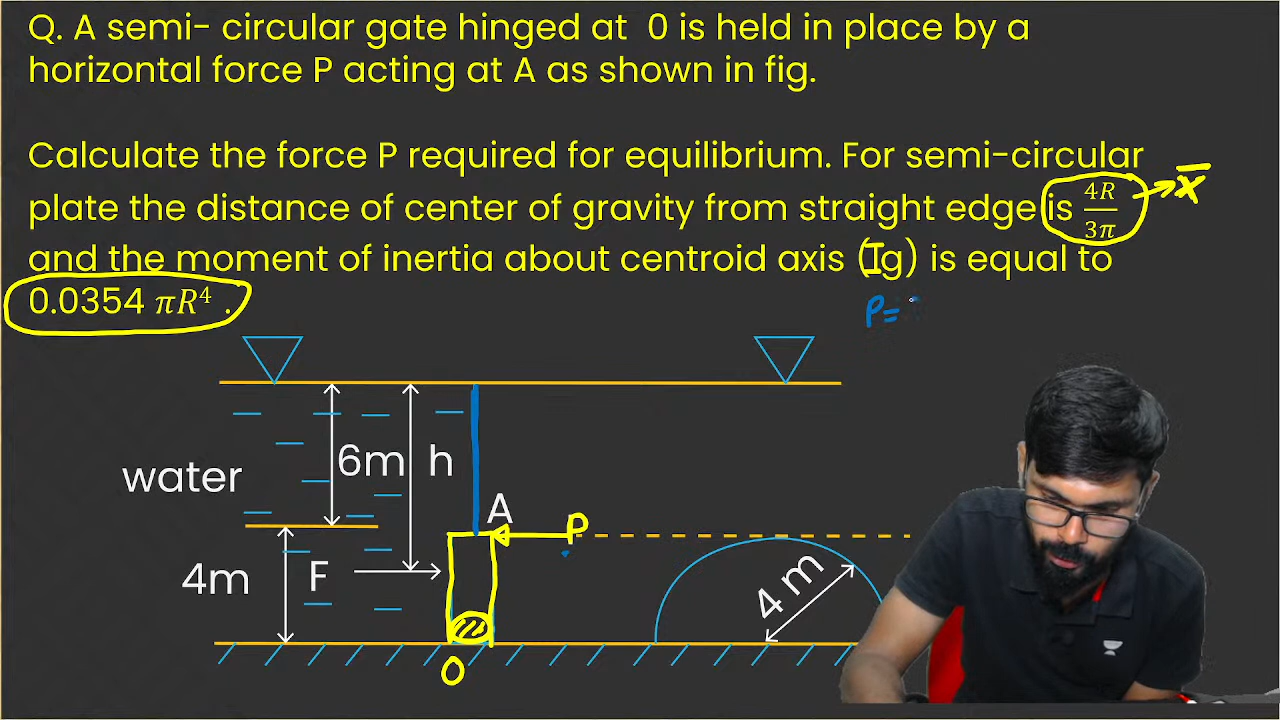 Q. A semi- circular gate hinged at 0 is held in place by a
horizontal force P acting at A as shown in fig.
Calculate the force P required for equilibrium. For semi-circular
plate the distance of center of gravity from straight edge is 4R/3π → x̄
and the moment of inertia about centroid axis (Ig) is equal to
0.0354 πR⁴ .
P=
6m
h
water
A
P
4m
F
4 m
O